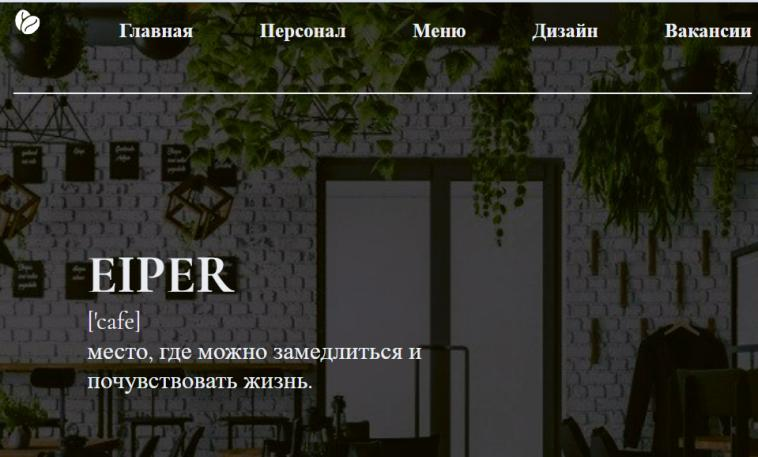 Главная Персонал Меню Дизайн Вакансии
EIPER
['cafe]
место, где можно замедлиться и
почувствовать жизнь.